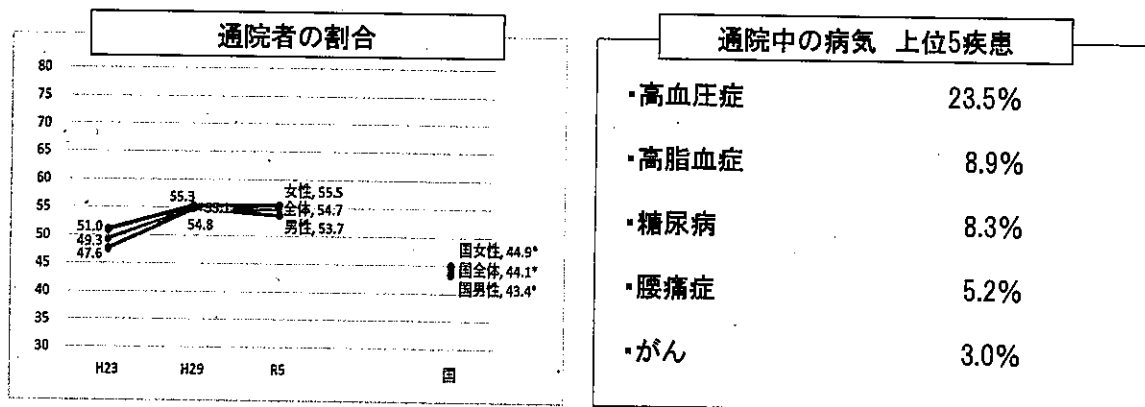 通院者の割合
80
75
70
65
60
55
50
45
40
35
30
51.0
49.3
47.6
55.3
55.1
54.8
女性, 55.5
全体, 54.7
男性, 53.7
国女性, 44.9*
国全体, 44.1*
国男性, 43.4*
H23
H29
R5
国
通院中の病気 上位5疾患
・高血圧症 23.5%
・高脂血症 8.9%
・糖尿病 8.3%
・腰痛症 5.2%
・がん 3.0%